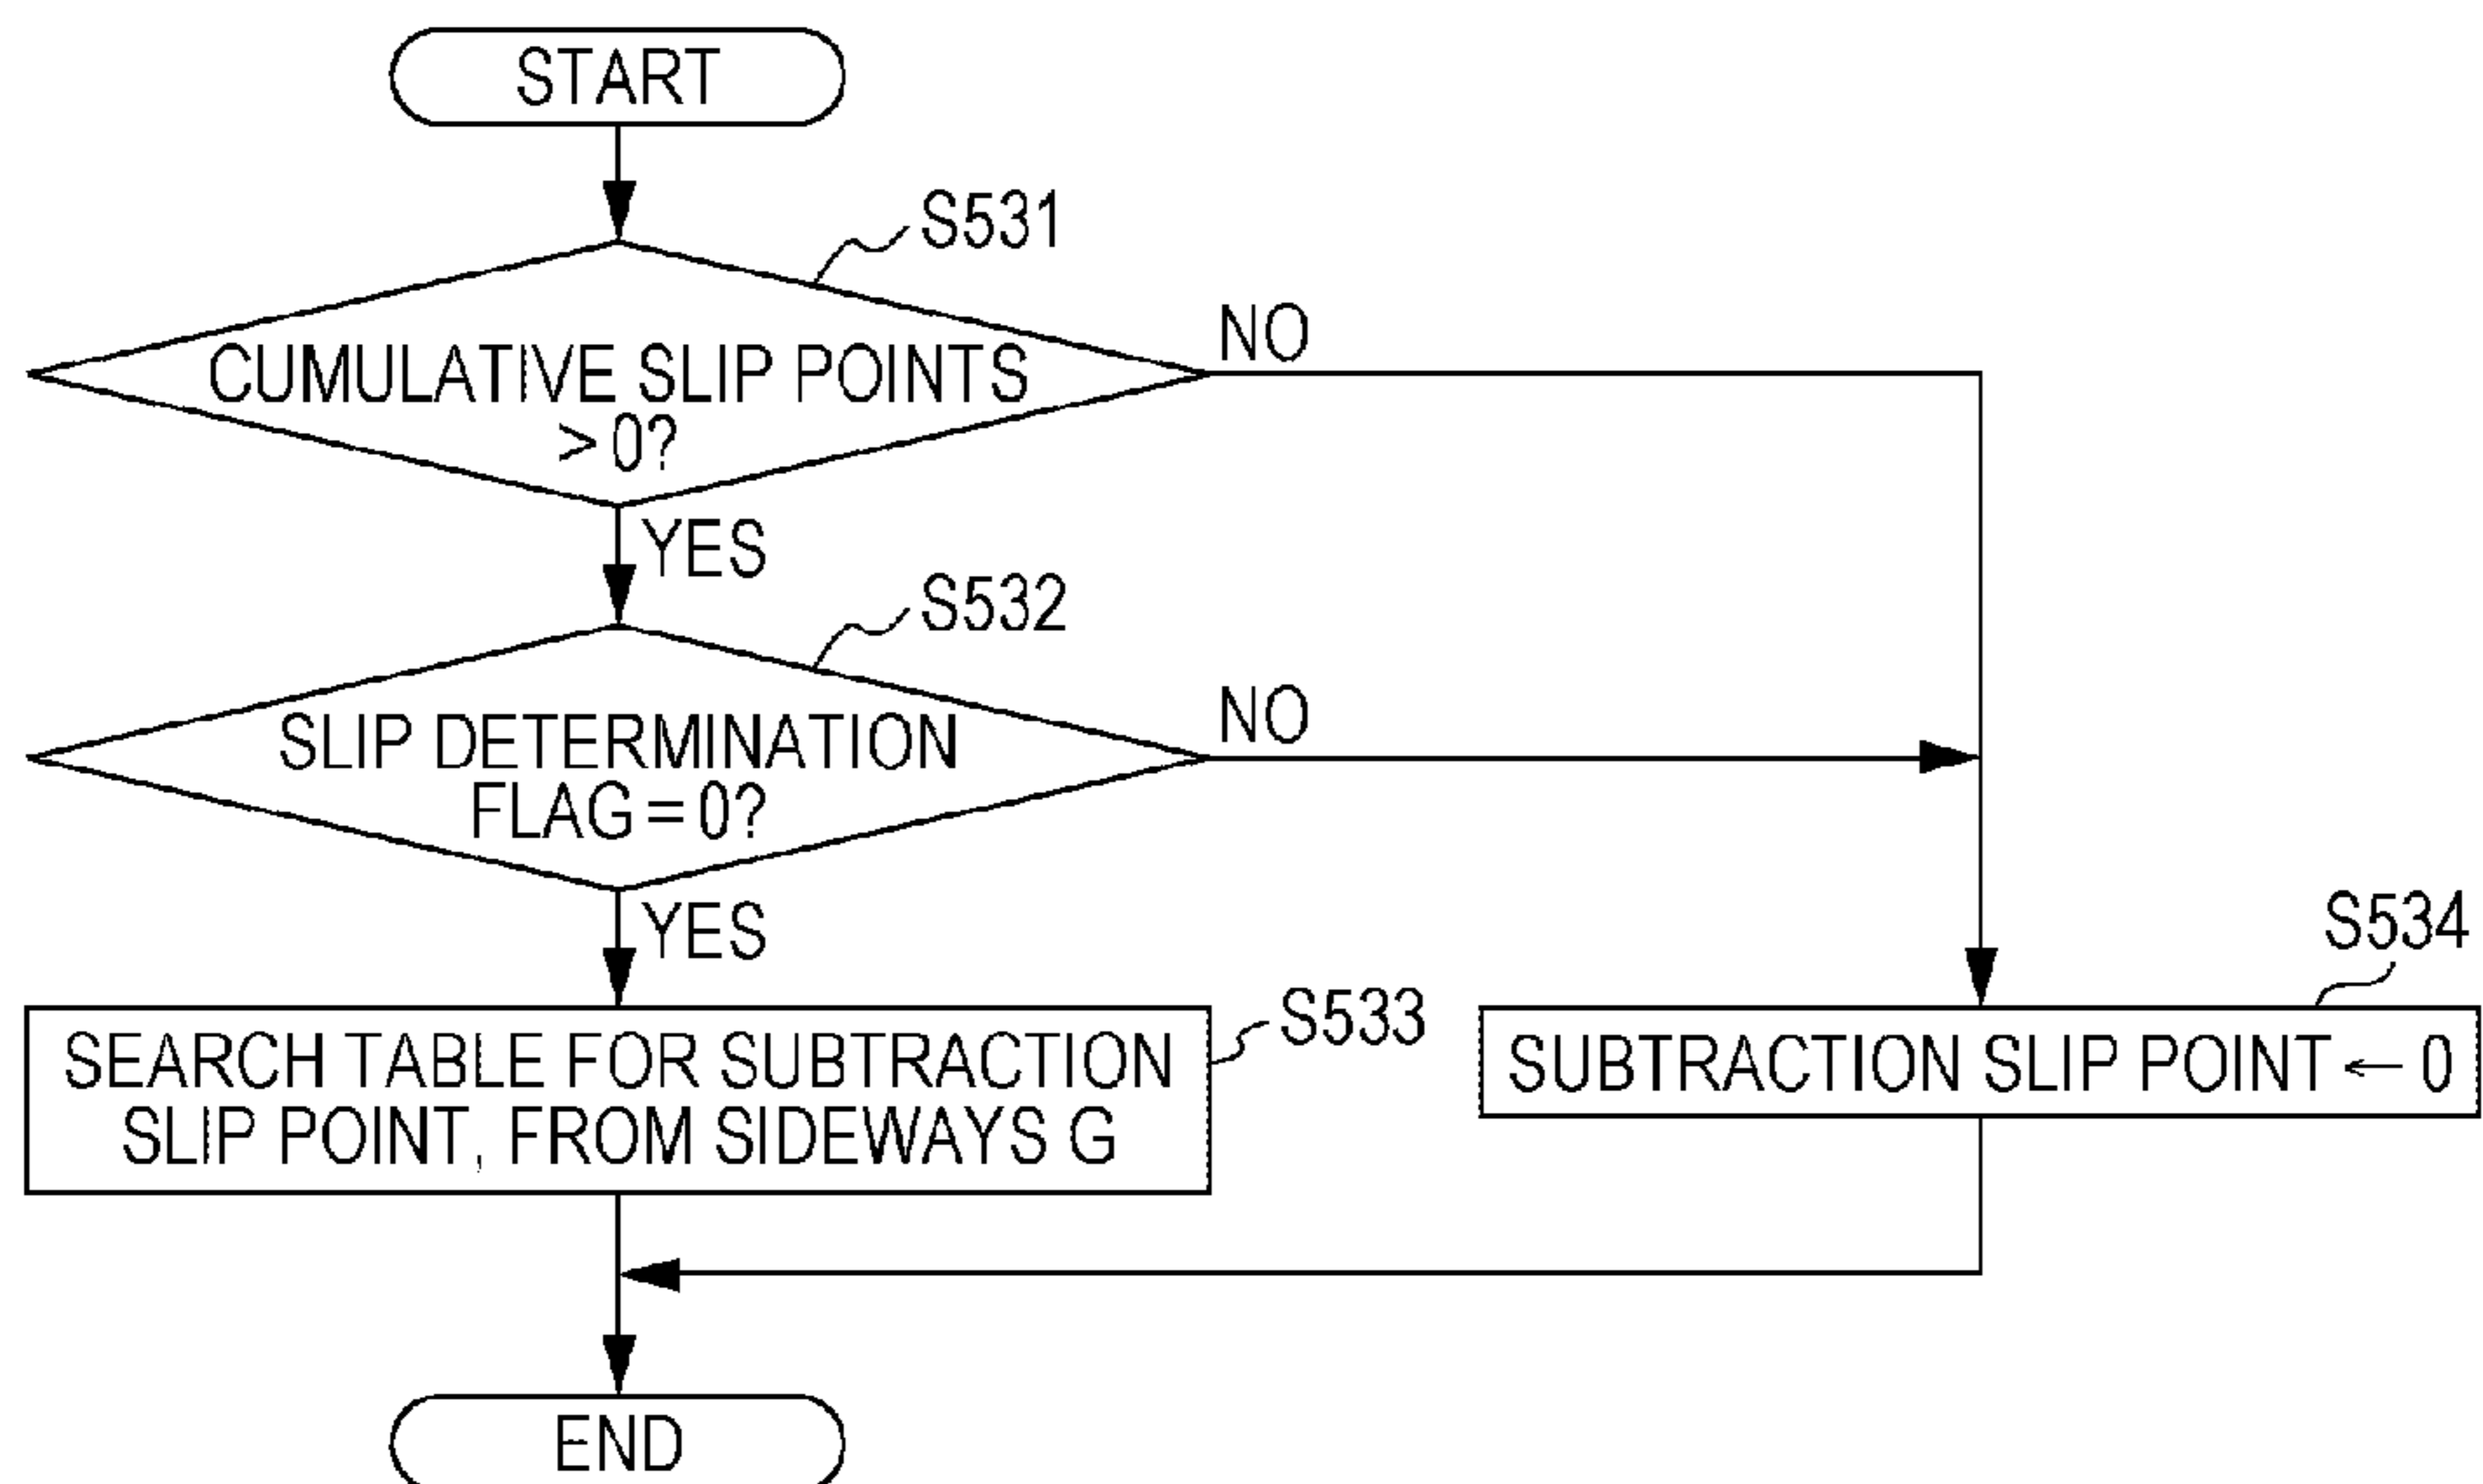 START
S531
CUMULATIVE SLIP POINTS
> 0?
NO
YES
S532
SLIP DETERMINATION
FLAG = 0?
NO
YES
S533
SEARCH TABLE FOR SUBTRACTION
SLIP POINT, FROM SIDEWAYS G
S534
SUBTRACTION SLIP POINT ← 0
END